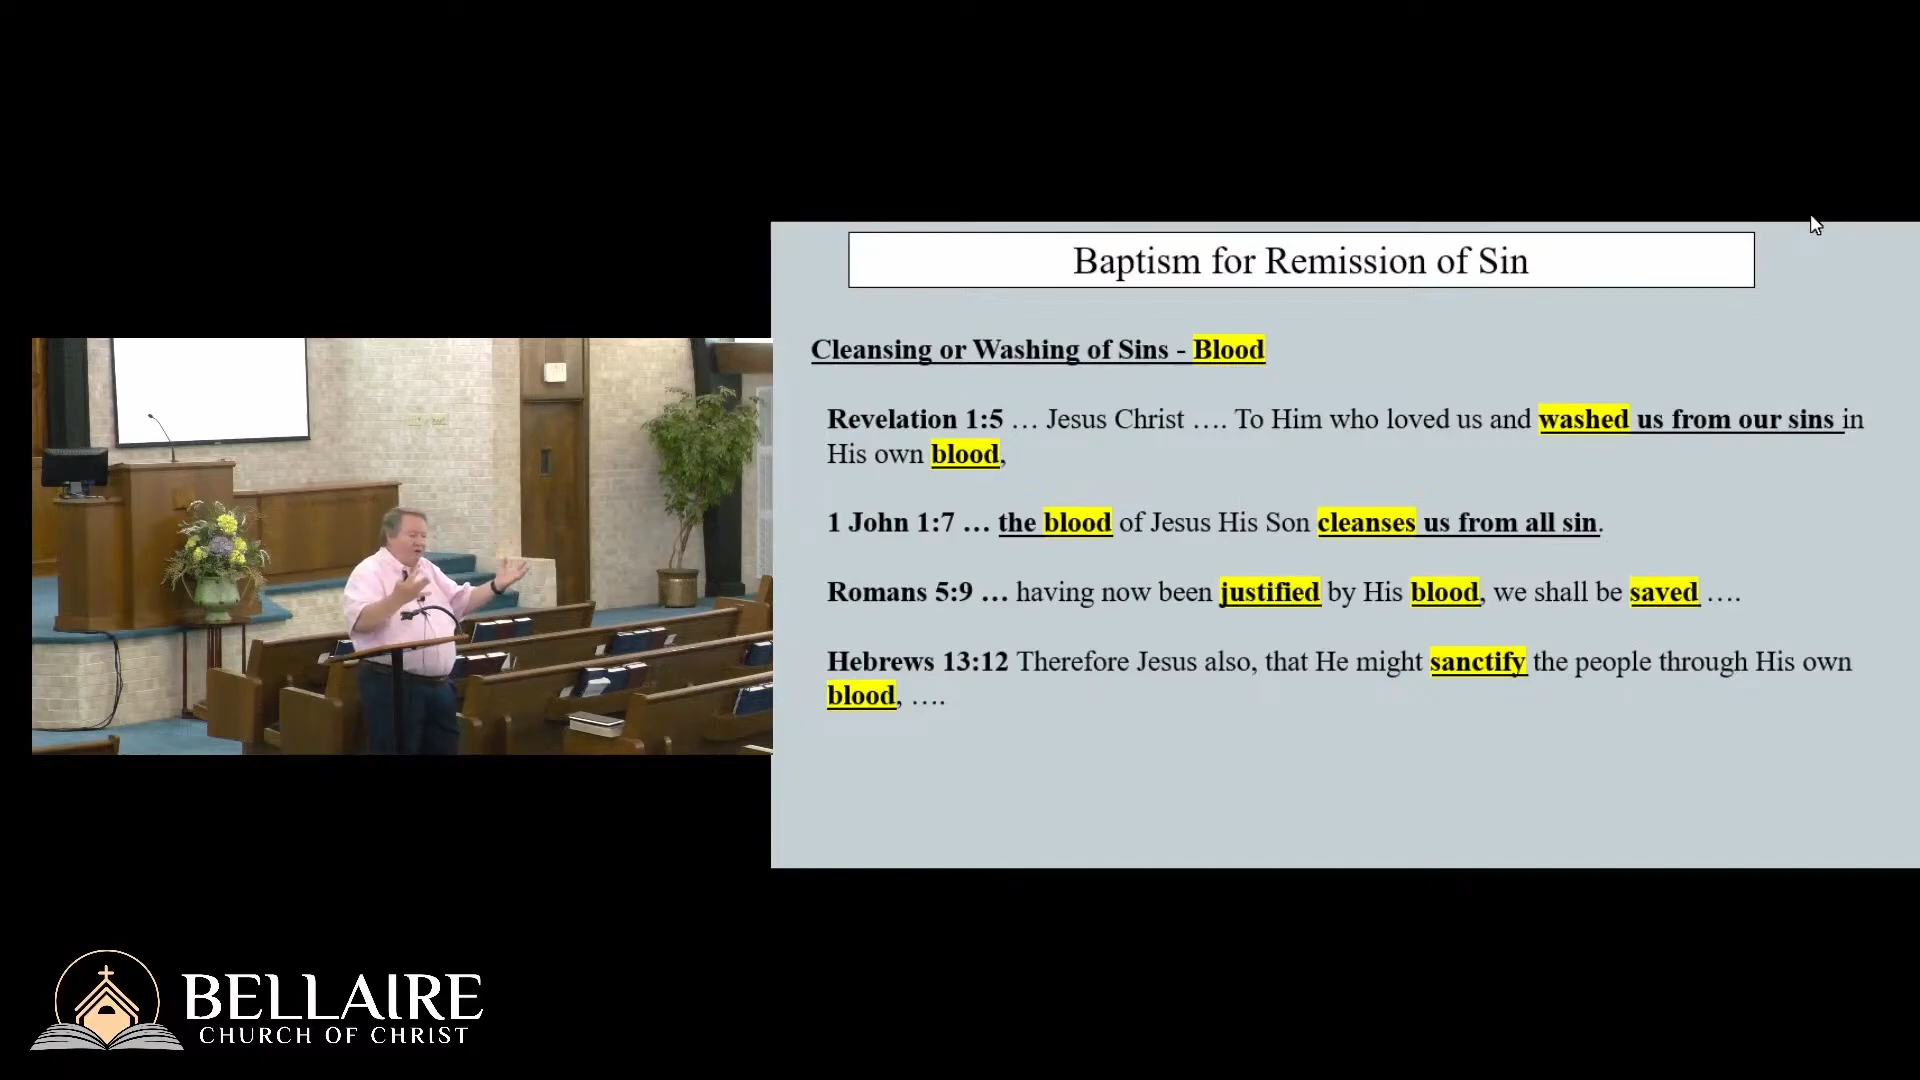 Baptism for Remission of Sin
Cleansing or Washing of Sins - Blood
Revelation 1:5 … Jesus Christ …. To Him who loved us and washed us from our sins in
His own blood,
1 John 1:7 … the blood of Jesus His Son cleanses us from all sin.
Romans 5:9 … having now been justified by His blood, we shall be saved ….
Hebrews 13:12 Therefore Jesus also, that He might sanctify the people through His own
blood, ….
BELLAIRE
CHURCH OF CHRIST